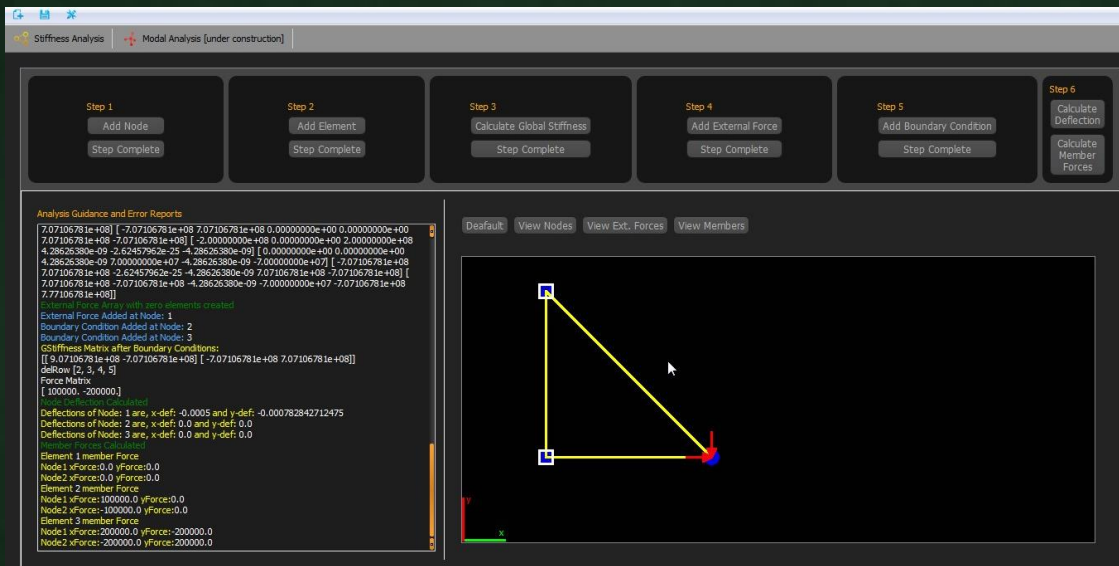 Stiffness Analysis
Modal Analysis [under construction]
Step 1
Add Node
Step Complete
Step 2
Add Element
Step Complete
Step 3
Calculate Global Stiffness
Step Complete
Step 4
Add External Force
Step Complete
Step 5
Add Boundary Condition
Step Complete
Step 6
Calculate
Deflection
Calculate
Member
Forces
Analysis Guidance and Error Reports
7.07106781e+08] [ -7.07106781e+08 7.07106781e+08 0.00000000e+00 0.00000000e+00
7.07106781e+08 -7.07106781e+08] [ -2.00000000e+08 0.00000000e+00 2.00000000e+08
4.28626380e-09 -2.62457962e-25 -4.28626380e-09] [ 0.00000000e+00 0.00000000e+00
4.28626380e-09 7.00000000e+07 -4.28626380e-09 -7.00000000e+07] [ -7.07106781e+08
7.07106781e+08 -2.62457962e-25 -4.28626380e-09 7.07106781e+08 -7.07106781e+08] [
7.07106781e+08 -7.07106781e+08 -4.28626380e-09 -7.00000000e+07 -7.07106781e+08
7.77106781e+08]]
External Force Array with zero elements created
External Force Added at Node: 1
Boundary Condition Added at Node: 2
Boundary Condition Added at Node: 3
GStiffness Matrix after Boundary Conditions:
[[ 9.07106781e+08 -7.07106781e+08] [ -7.07106781e+08 7.07106781e+08]]
delRow [2, 3, 4, 5]
Force Matrix
[ 100000. -200000.]
Node Deflection Calculated
Deflections of Node: 1 are, x-def: -0.0005 and y-def: -0.000782842712475
Deflections of Node: 2 are, x-def: 0.0 and y-def: 0.0
Deflections of Node: 3 are, x-def: 0.0 and y-def: 0.0
Member Forces Calculated
Element 1 member Force
Node1 xForce:0.0 yForce:0.0
Node2 xForce:0.0 yForce:0.0
Element 2 member Force
Node1 xForce:100000.0 yForce:0.0
Node2 xForce:-100000.0 yForce:0.0
Element 3 member Force
Node1 xForce:200000.0 yForce:-200000.0
Node2 xForce:-200000.0 yForce:200000.0
Deafault
View Nodes
View Ext. Forces
View Members
y
x